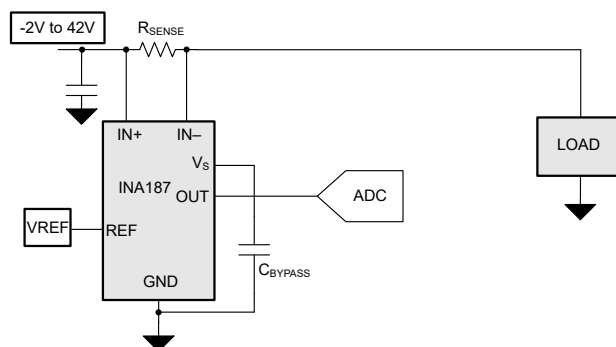 -2V to 42V
RSENSE
IN+ IN–
VS
INA187
OUT
ADC
LOAD
VREF
REF
CBYPASS
GND